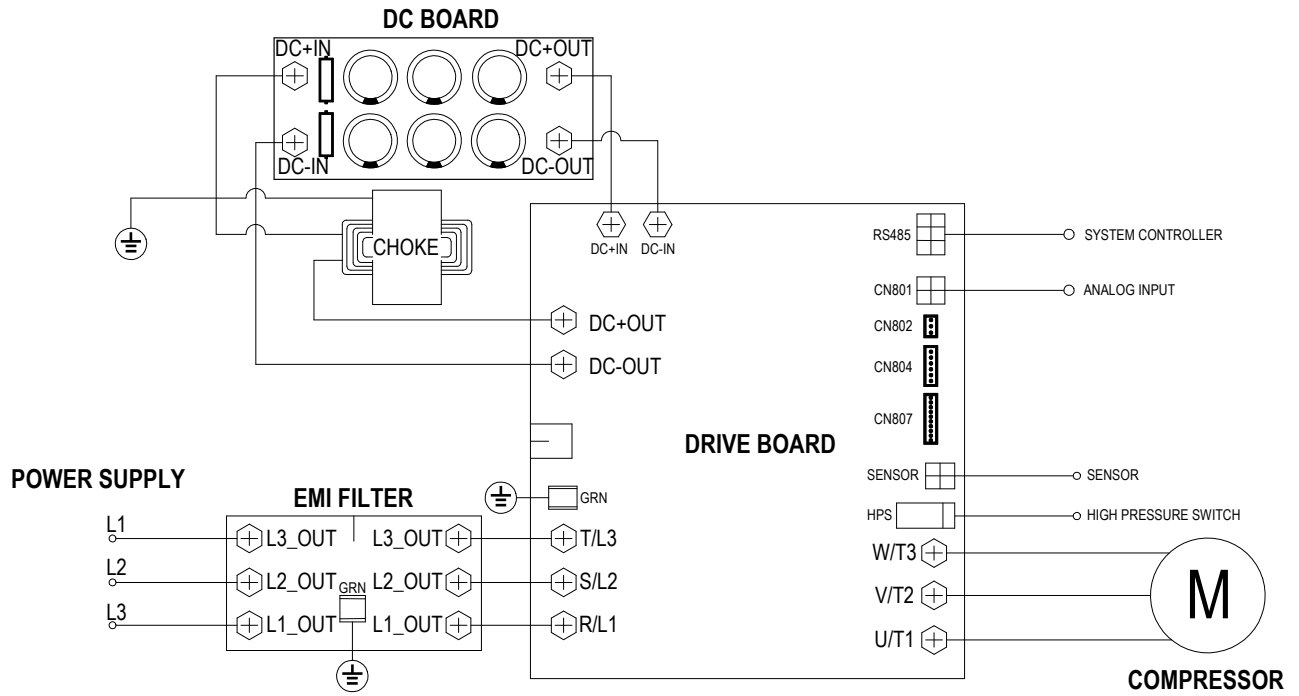 DC BOARD
DC+IN
DC+OUT
DC-IN
DC-OUT
CHOKE
DC+IN
DC-IN
RS485
SYSTEM CONTROLLER
CN801
ANALOG INPUT
DC+OUT
CN802
DC-OUT
CN804
CN807
DRIVE BOARD
POWER SUPPLY
EMI FILTER
SENSOR
SENSOR
GRN
HPS
HIGH PRESSURE SWITCH
L1
L3_OUT
L3_OUT
T/L3
W/T3
L2
L2_OUT
GRN
L2_OUT
S/L2
V/T2
M
L3
L1_OUT
L1_OUT
R/L1
U/T1
COMPRESSOR